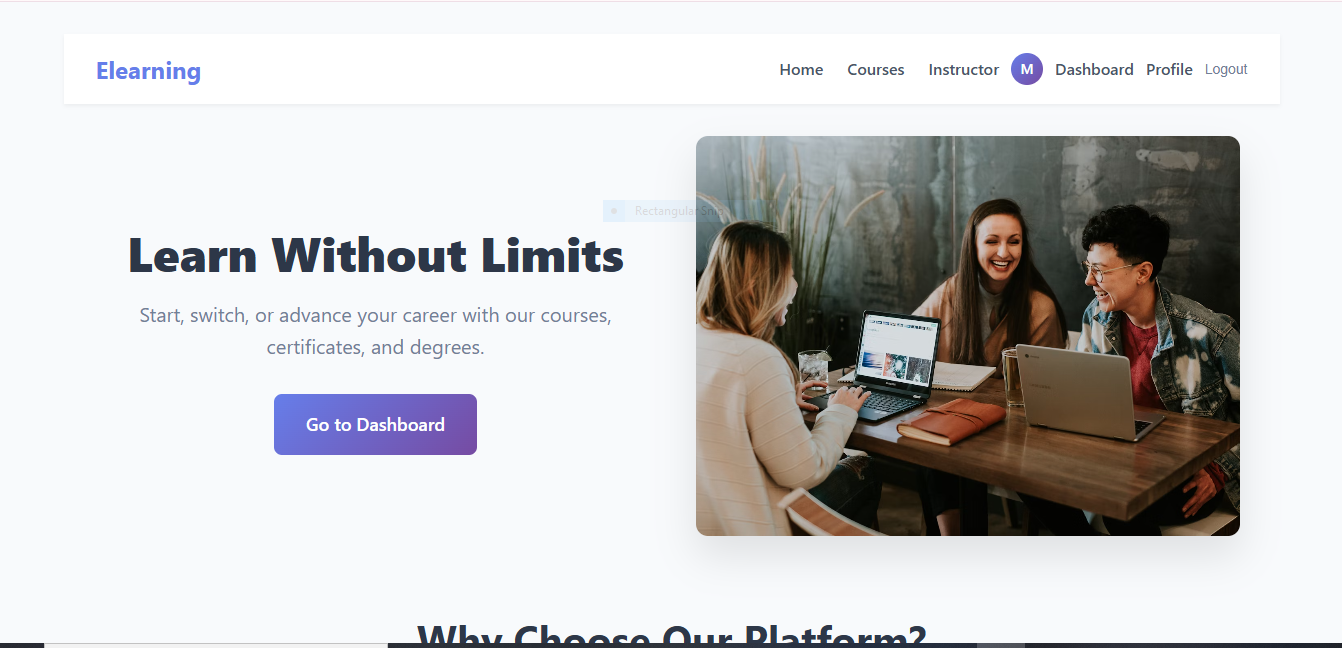 Elearning
Home Courses Instructor M Dashboard Profile Logout
Rectangular Snip
Learn Without Limits
Start, switch, or advance your career with our courses,
certificates, and degrees.
Go to Dashboard
Why Choose Our Platform?